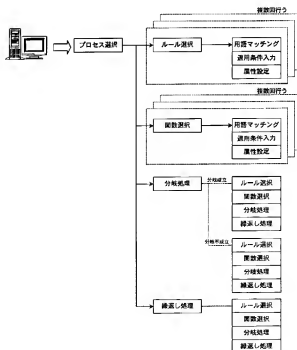 複数回行う
プロセス選択
ルール選択
用語マッチング
適用条件入力
属性設定
複数回行う
関数選択
用語マッチング
適用条件入力
属性設定
分岐処理
分岐成立
ルール選択
関数選択
分岐処理
繰返し処理
分岐不成立
ルール選択
関数選択
分岐処理
繰返し処理
繰返し処理
ルール選択
関数選択
分岐処理
繰返し処理